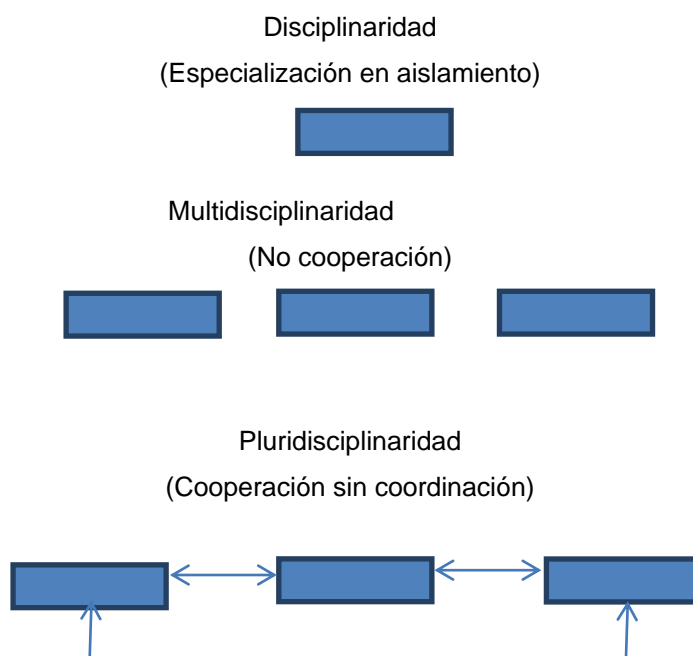 Disciplinaridad
(Especialización en aislamiento)
Multidisciplinaridad
(No cooperación)
Pluridisciplinaridad
(Cooperación sin coordinación)